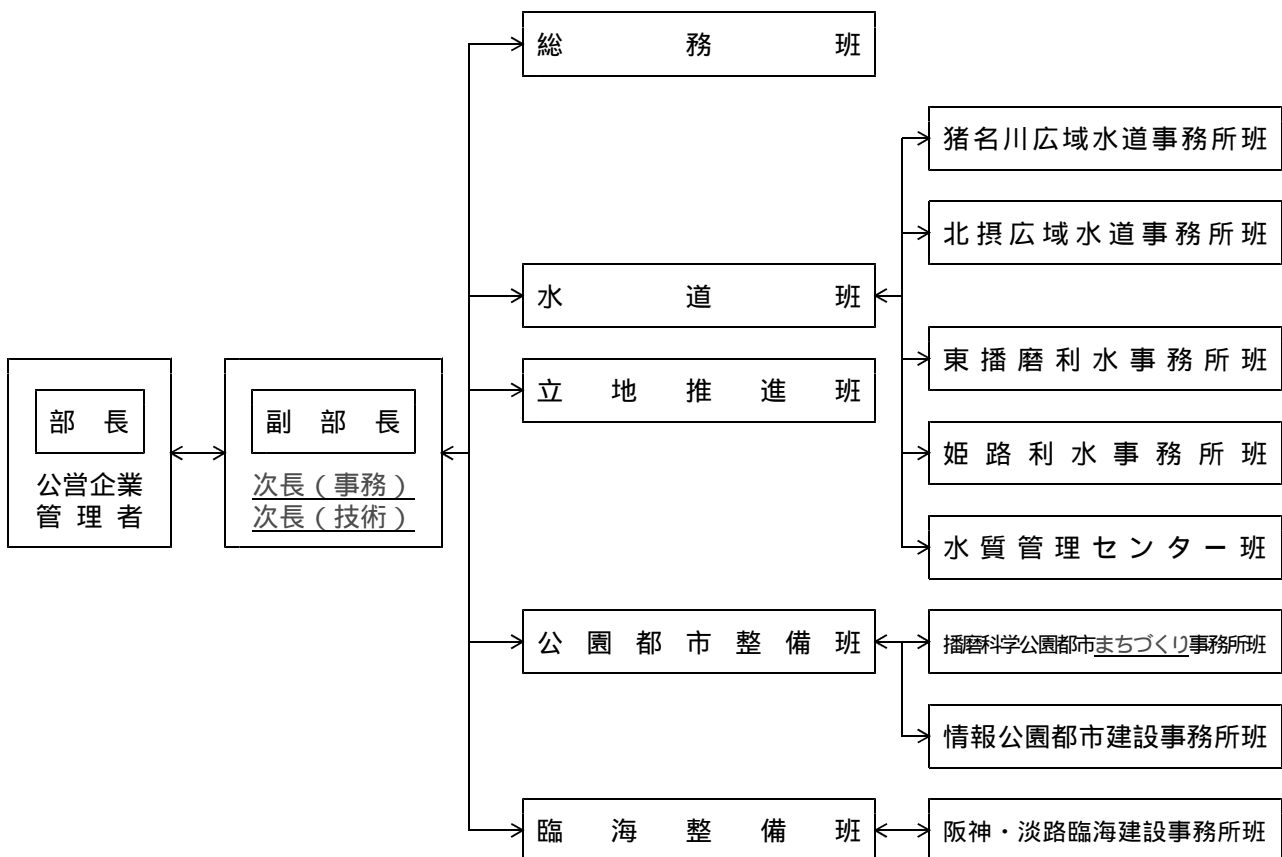 部長
公営企業
管理者
副部長
次長（事務）
次長（技術）
総務班
水道班
立地推進班
公園都市整備班
臨海整備班
猪名川広域水道事務所班
北摂広域水道事務所班
東播磨利水事務所班
姫路利水事務所班
水質管理センター班
播磨科学公園都市まちづくり事務所班
情報公園都市建設事務所班
阪神・淡路臨海建設事務所班